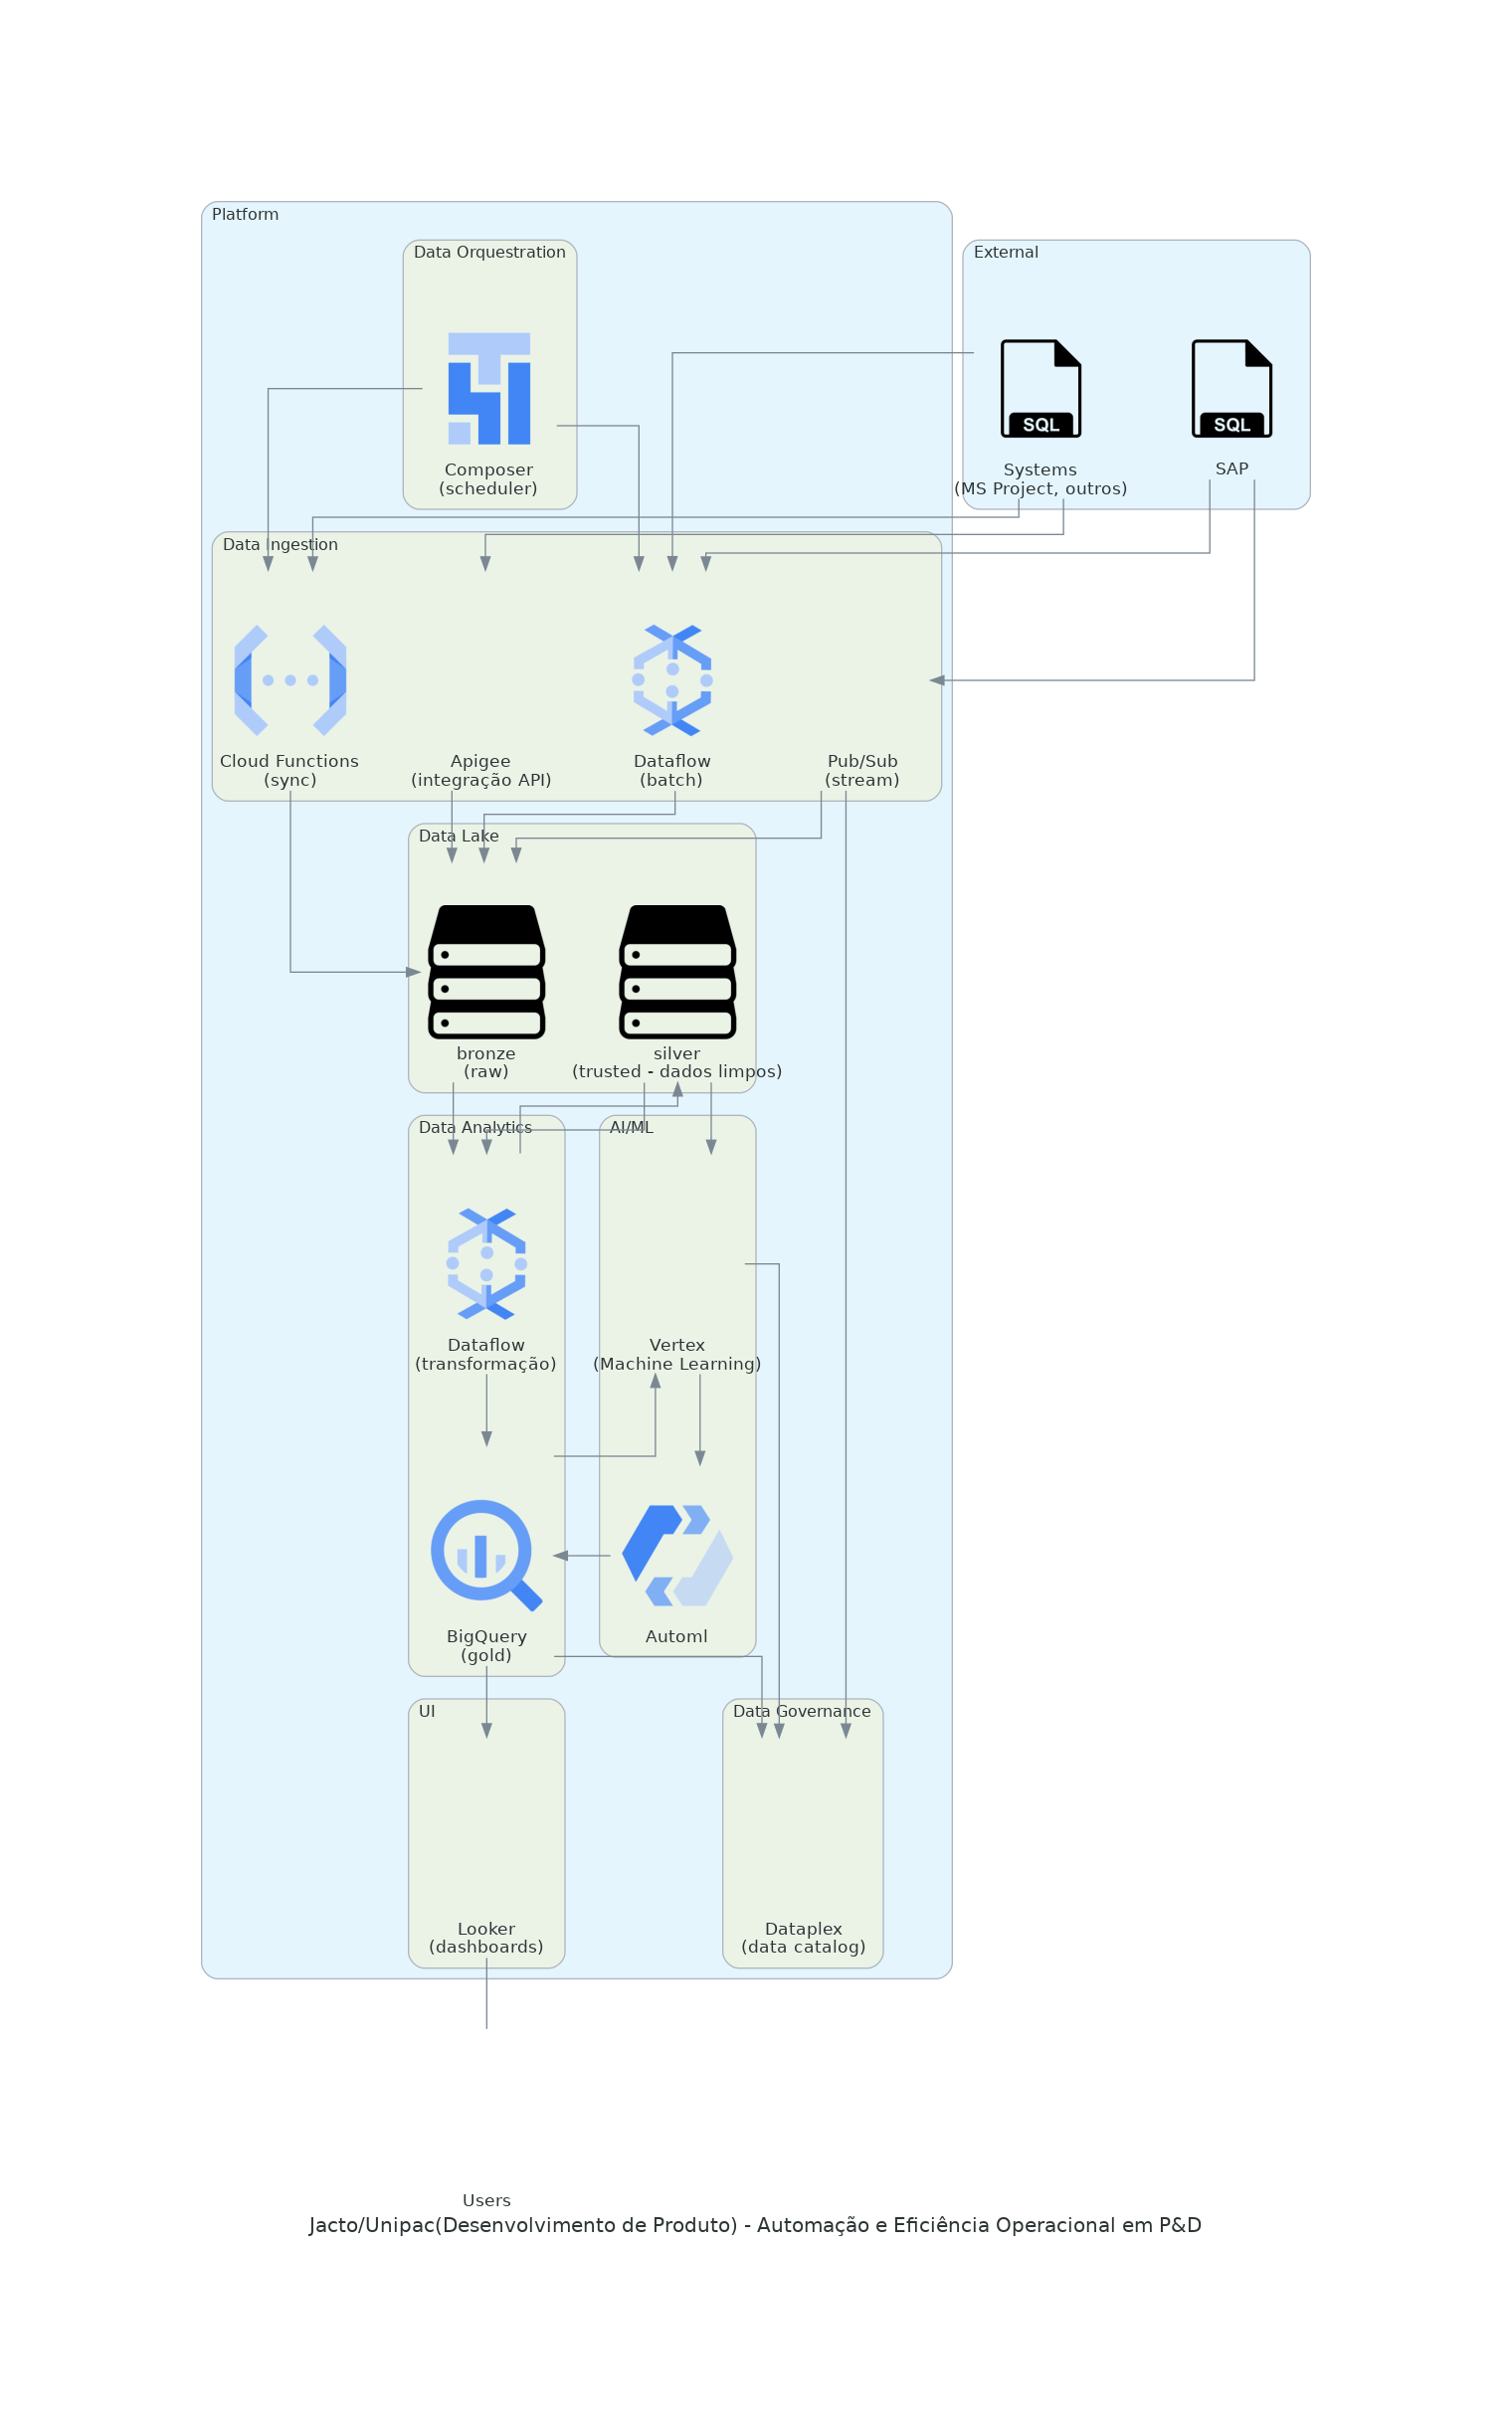 Platform
Data Orquestration
External
SQL
SQL
Composer
(scheduler)
Systems
(MS Project, outros)
SAP
Data Ingestion
Cloud Functions
(sync)
Apigee
(integração API)
Dataflow
(batch)
Pub/Sub
(stream)
Data Lake
bronze
(raw)
silver
(trusted - dados limpos)
Data Analytics
AI/ML
Dataflow
(transformação)
Vertex
(Machine Learning)
BigQuery
(gold)
Automl
UI
Data Governance
Looker
(dashboards)
Dataplex
(data catalog)
Users
Jacto/Unipac(Desenvolvimento de Produto) - Automação e Eficiência Operacional em P&D